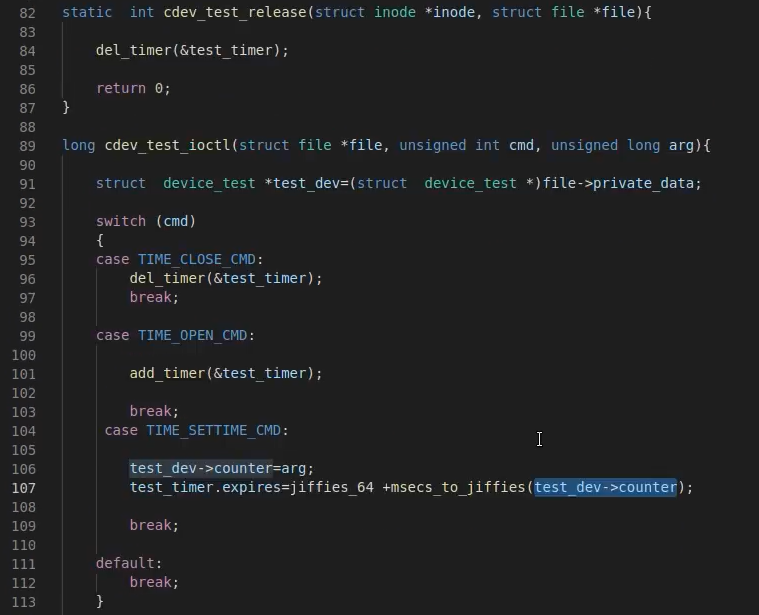 82 static  int cdev_test_release(struct inode *inode, struct file *file){
83
84     del_timer(&test_timer);
85
86     return 0;
87 }
88
89 long cdev_test_ioctl(struct file *file, unsigned int cmd, unsigned long arg){
90
91     struct  device_test *test_dev=(struct  device_test *)file->private_data;
92
93     switch (cmd)
94     {
95     case TIME_CLOSE_CMD:
96         del_timer(&test_timer);
97         break;
98
99     case TIME_OPEN_CMD:
100
101         add_timer(&test_timer);
102
103         break;
104      case TIME_SETTIME_CMD:
105
106         test_dev->counter=arg;
107         test_timer.expires=jiffies_64 +msecs_to_jiffies(test_dev->counter);
108
109         break;
110
111     default:
112         break;
113     }